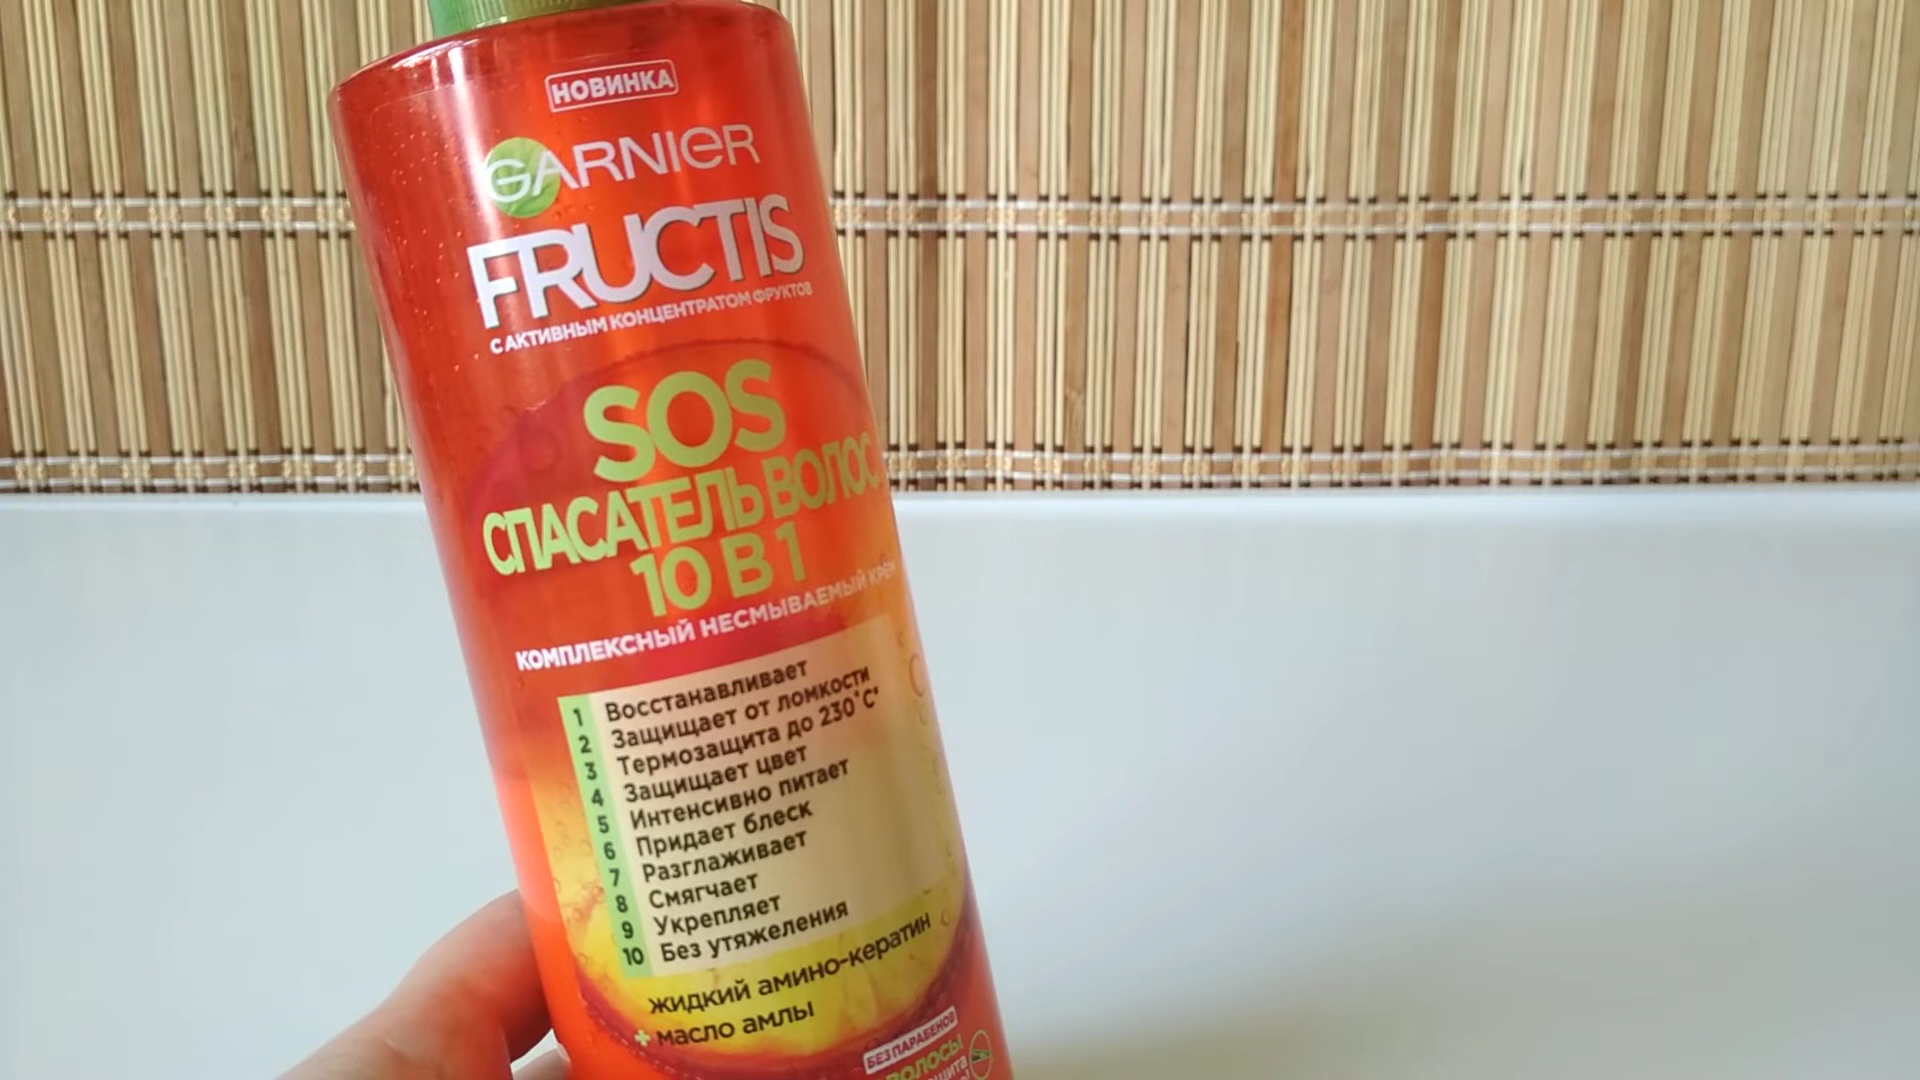 НОВИНКА
GARNIER
FRUCTIS
С АКТИВНЫМ КОНЦЕНТРАТОМ ФРУКТОВ
SOS
СПАСАТЕЛЬ ВОЛОС
10 В 1
КОМПЛЕКСНЫЙ НЕСМЫВАЕМЫЙ КРЕМ
1 Восстанавливает
2 Защищает от ломкости
3 Термозащита до 230°C*
4 Защищает цвет
5 Интенсивно питает
6 Придает блеск
7 Разглаживает
8 Смягчает
9 Укрепляет
10 Без утяжеления
жидкий амино-кератин
+ масло амлы
БЕЗ ПАРАБЕНОВ
ВОЛОСЫ